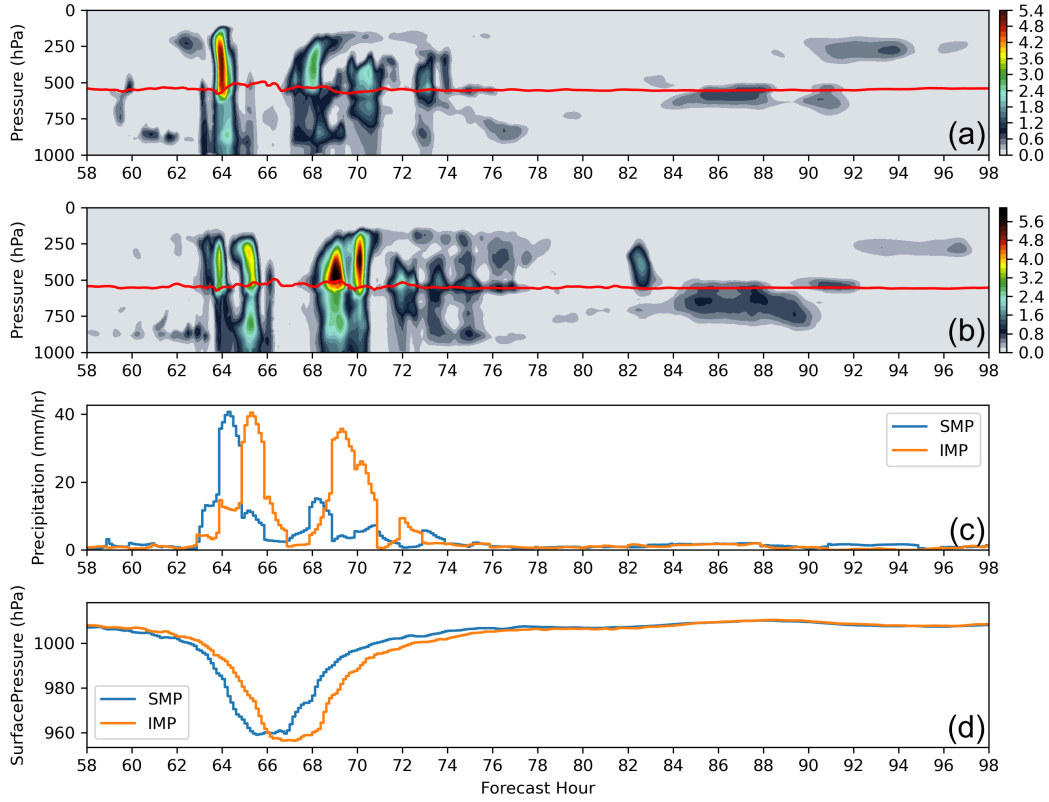 0
250
500
750
1000
Pressure (hPa)
(a)
5.4
4.8
4.2
3.6
3.0
2.4
1.8
1.2
0.6
0.0
58 60 62 64 66 68 70 72 74 76 78 80 82 84 86 88 90 92 94 96 98
0
250
500
750
1000
Pressure (hPa)
(b)
5.6
4.8
4.0
3.2
2.4
1.6
0.8
0.0
58 60 62 64 66 68 70 72 74 76 78 80 82 84 86 88 90 92 94 96 98
40
20
0
Precipitation (mm/hr)
SMP
IMP
(c)
58 60 62 64 66 68 70 72 74 76 78 80 82 84 86 88 90 92 94 96 98
1000
980
960
SurfacePressure (hPa)
SMP
IMP
(d)
58 60 62 64 66 68 70 72 74 76 78 80 82 84 86 88 90 92 94 96 98
Forecast Hour